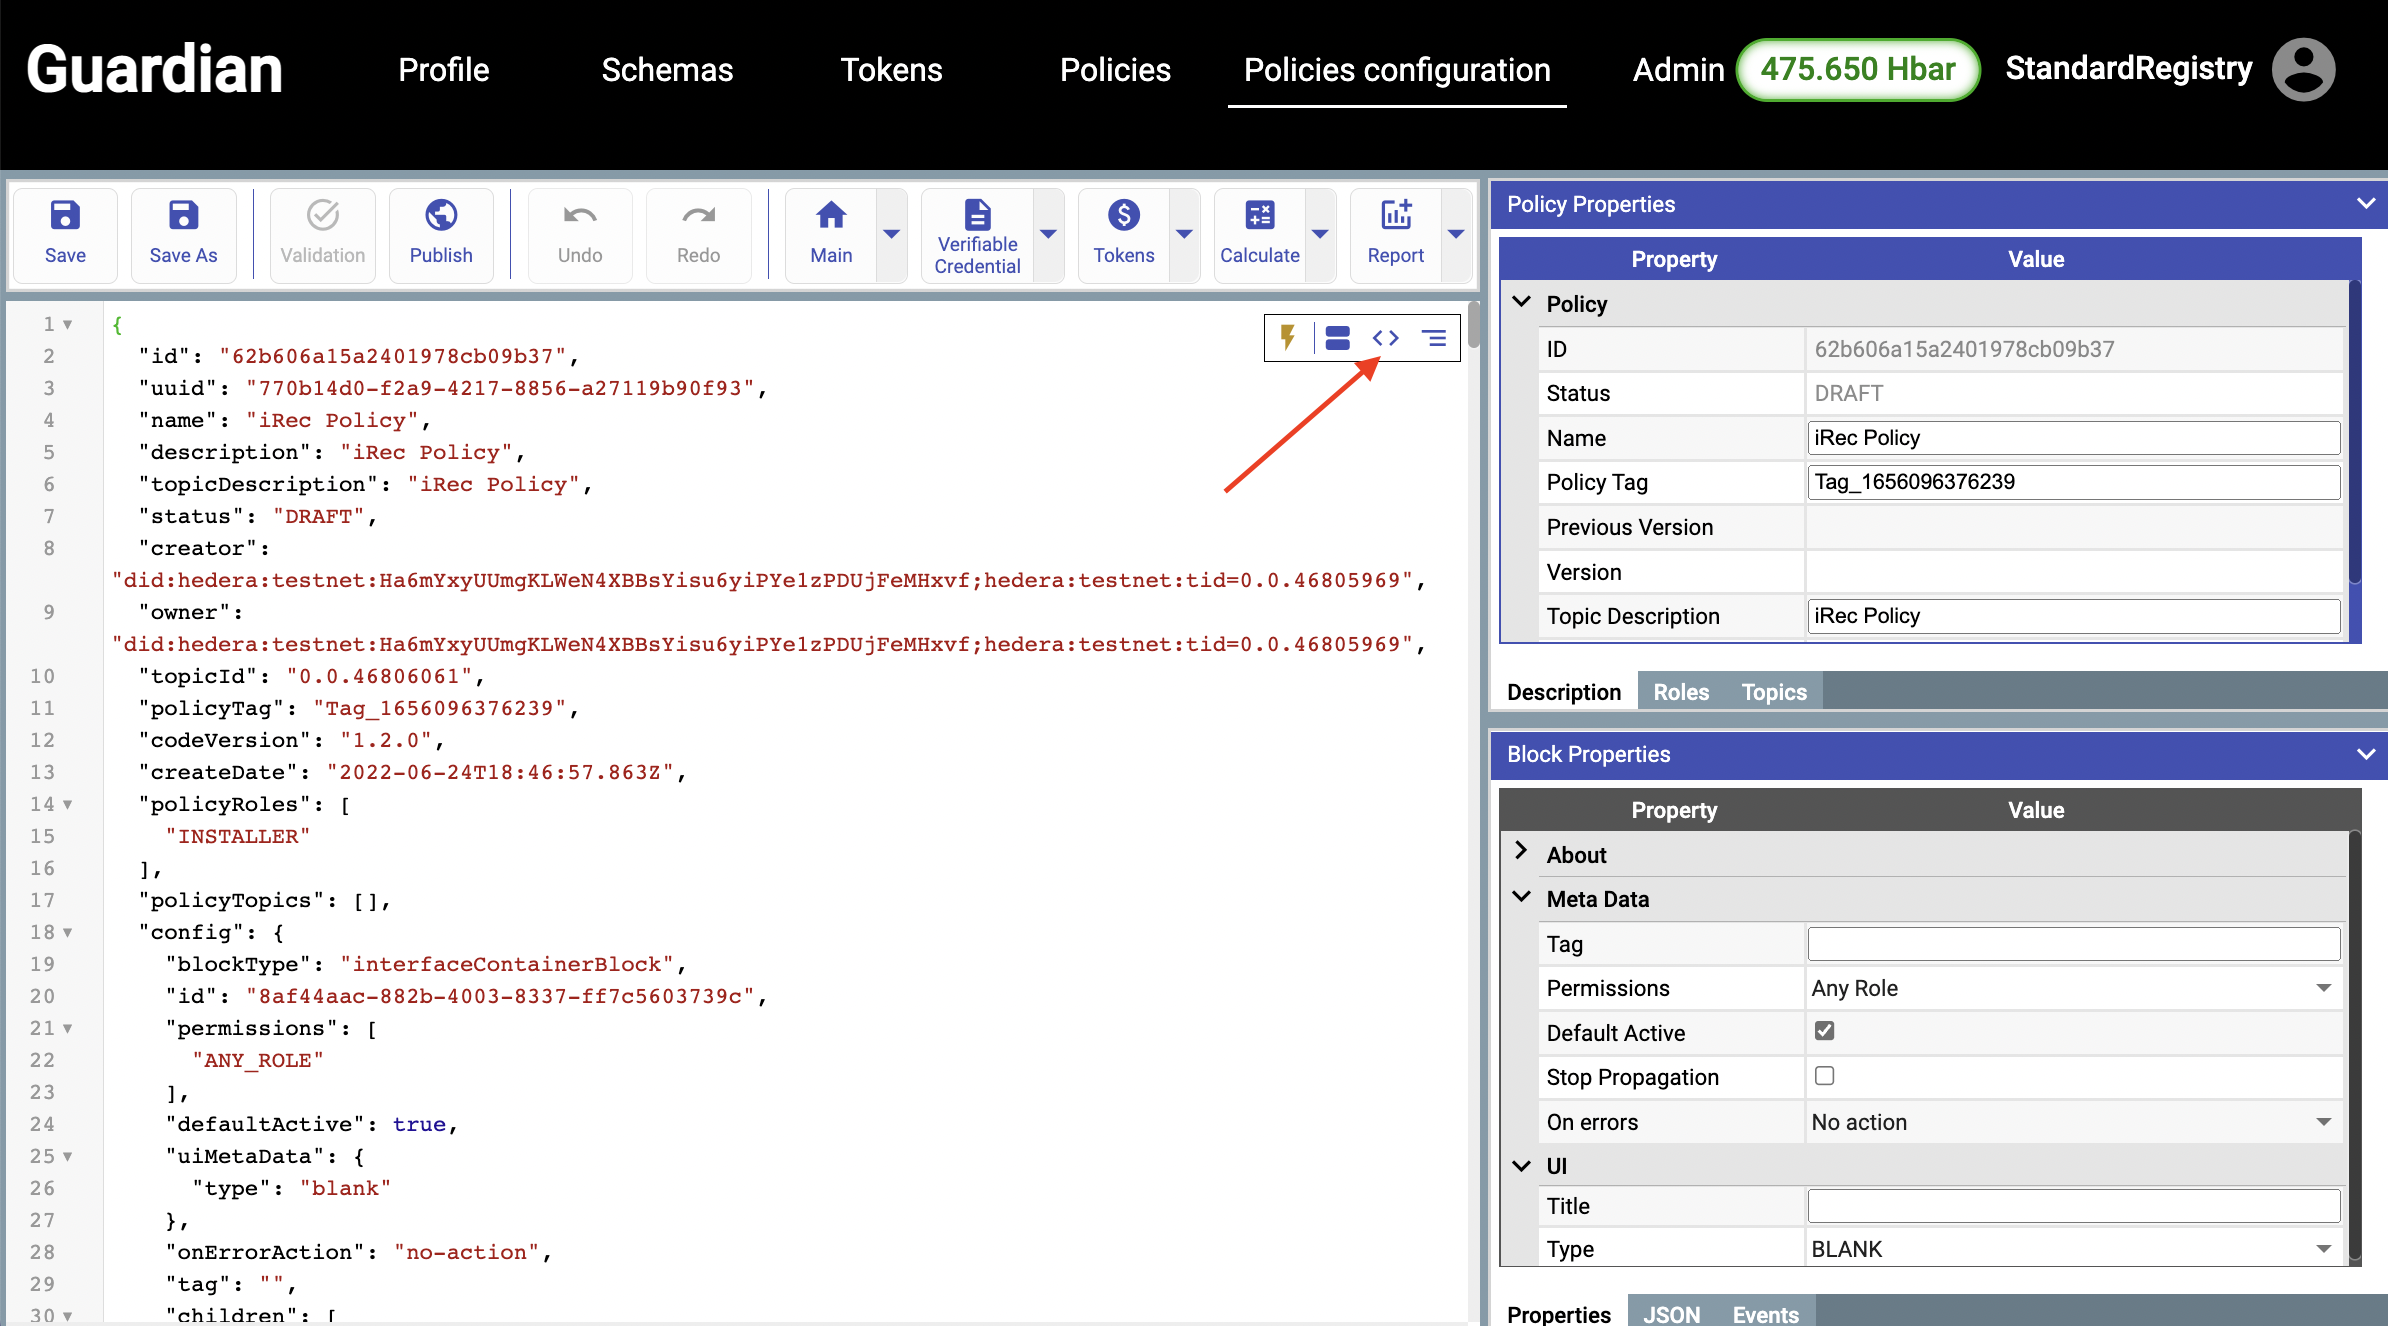 Guardian
Profile
Schemas
Tokens
Policies
Policies configuration
Admin
475.650 Hbar
StandardRegistry
Save
Save As
Validation
Publish
Undo
Redo
Main
Verifiable
Credential
Tokens
Calculate
Report
1 {
2 "id": "62b606a15a2401978cb09b37",
3 "uuid": "770b14d0-f2a9-4217-8856-a27119b90f93",
4 "name": "iRec Policy",
5 "description": "iRec Policy",
6 "topicDescription": "iRec Policy",
7 "status": "DRAFT",
8 "creator":
"did:hedera:testnet:Ha6mYxyUUmgKLWeN4XBBsYisu6yiPYe1zPDUjFeMHxvf;hedera:testnet:tid=0.0.46805969",
9 "owner":
"did:hedera:testnet:Ha6mYxyUUmgKLWeN4XBBsYisu6yiPYe1zPDUjFeMHxvf;hedera:testnet:tid=0.0.46805969",
10 "topicId": "0.0.46806061",
11 "policyTag": "Tag_1656096376239",
12 "codeVersion": "1.2.0",
13 "createDate": "2022-06-24T18:46:57.863Z",
14 "policyRoles": [
15 "INSTALLER"
16 ],
17 "policyTopics": [],
18 "config": {
19 "blockType": "interfaceContainerBlock",
20 "id": "8af44aac-882b-4003-8337-ff7c5603739c",
21 "permissions": [
22 "ANY_ROLE"
23 ],
24 "defaultActive": true,
25 "uiMetaData": {
26 "type": "blank"
27 },
28 "onErrorAction": "no-action",
29 "tag": "",
30 "children": [
Policy Properties
Property Value
Policy
ID 62b606a15a2401978cb09b37
Status DRAFT
Name iRec Policy
Policy Tag Tag_1656096376239
Previous Version
Version
Topic Description iRec Policy
Description Roles Topics
Block Properties
Property Value
About
Meta Data
Tag
Permissions Any Role
Default Active
Stop Propagation
On errors No action
UI
Title
Type BLANK
Properties JSON Events